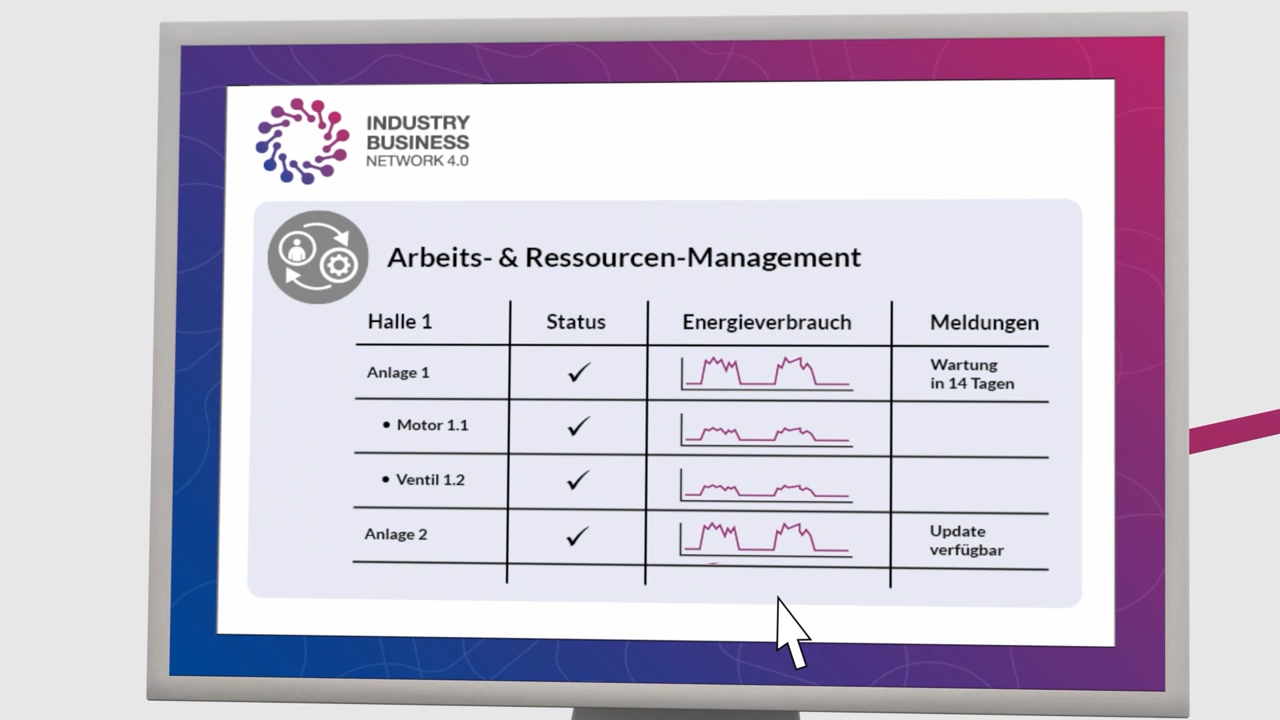 INDUSTRY
BUSINESS
NETWORK 4.0
Arbeits- & Ressourcen-Management
Halle 1 Status Energieverbrauch Meldungen
Anlage 1 Wartung
in 14 Tagen
• Motor 1.1
• Ventil 1.2
Anlage 2 Update
verfügbar